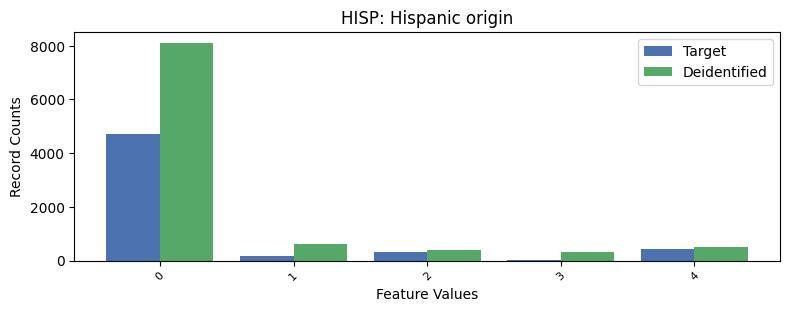 HISP: Hispanic origin
Target
Deidentified
8000
6000
4000
2000
0
Record Counts
0 1 2 3 4
Feature Values